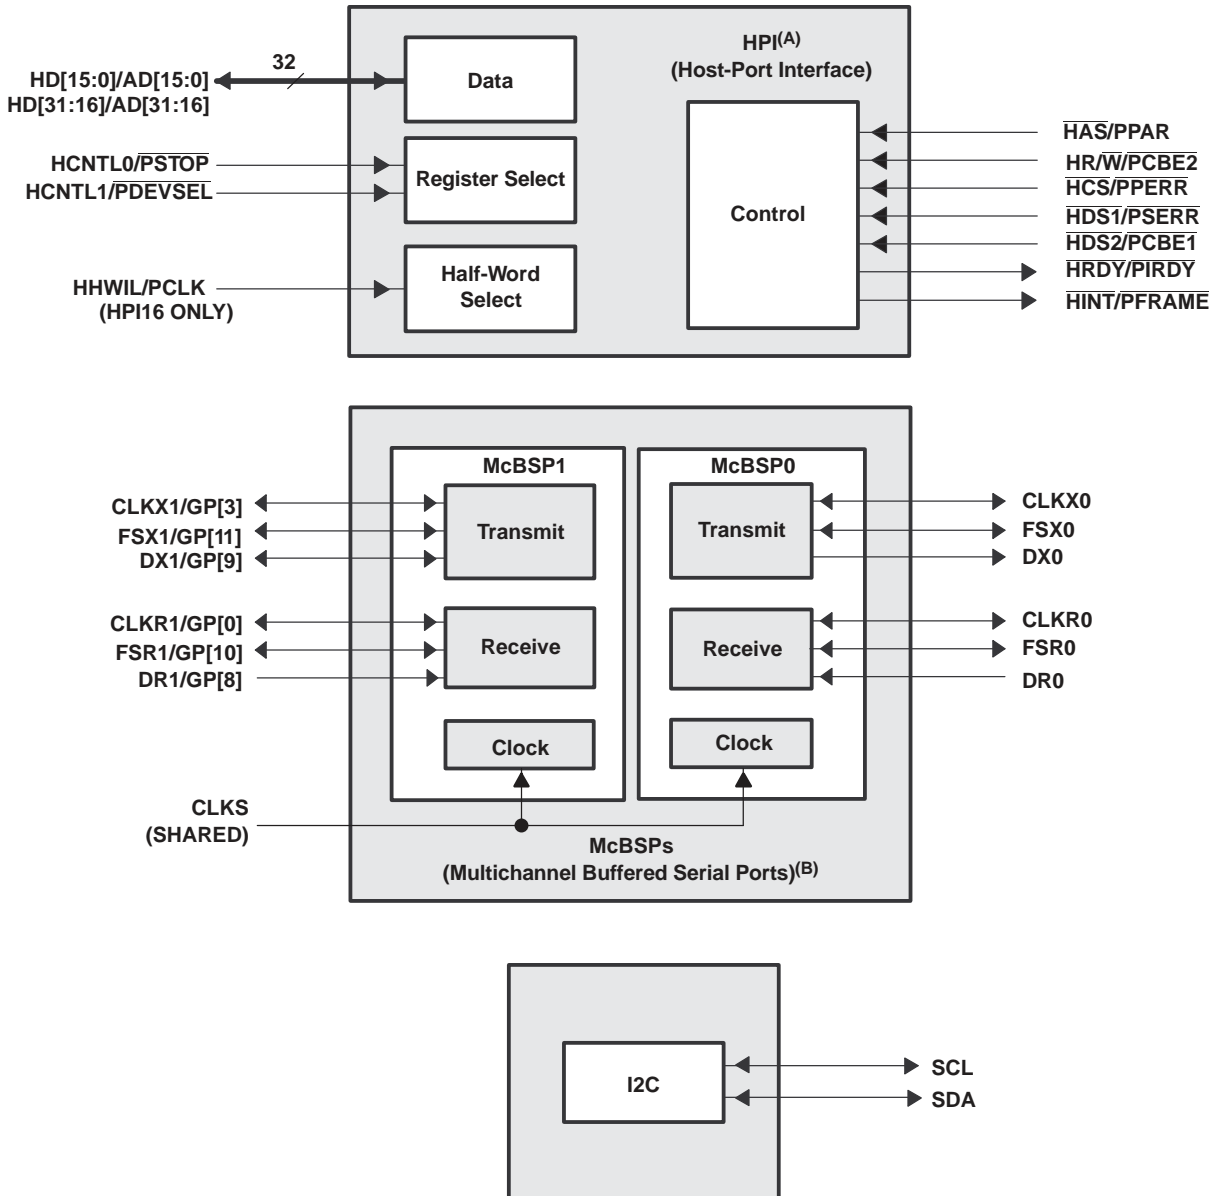 HPI(A)
(Host-Port Interface)
32
HD[15:0]/AD[15:0]
HD[31:16]/AD[31:16]
Data
HCNTL0/PSTOP
HCNTL1/PDEVSEL
Register Select
HHWIL/PCLK
(HPI16 ONLY)
Half-Word
Select
Control
HAS/PPAR
HR/W/PCBE2
HCS/PPERR
HDS1/PSERR
HDS2/PCBE1
HRDY/PIRDY
HINT/PFRAME
McBSP1
McBSP0
CLKX1/GP[3]
FSX1/GP[11]
DX1/GP[9]
Transmit
Transmit
CLKX0
FSX0
DX0
CLKR1/GP[0]
FSR1/GP[10]
DR1/GP[8]
Receive
Receive
CLKR0
FSR0
DR0
Clock
Clock
CLKS
(SHARED)
McBSPs
(Multichannel Buffered Serial Ports)(B)
I2C
SCL
SDA